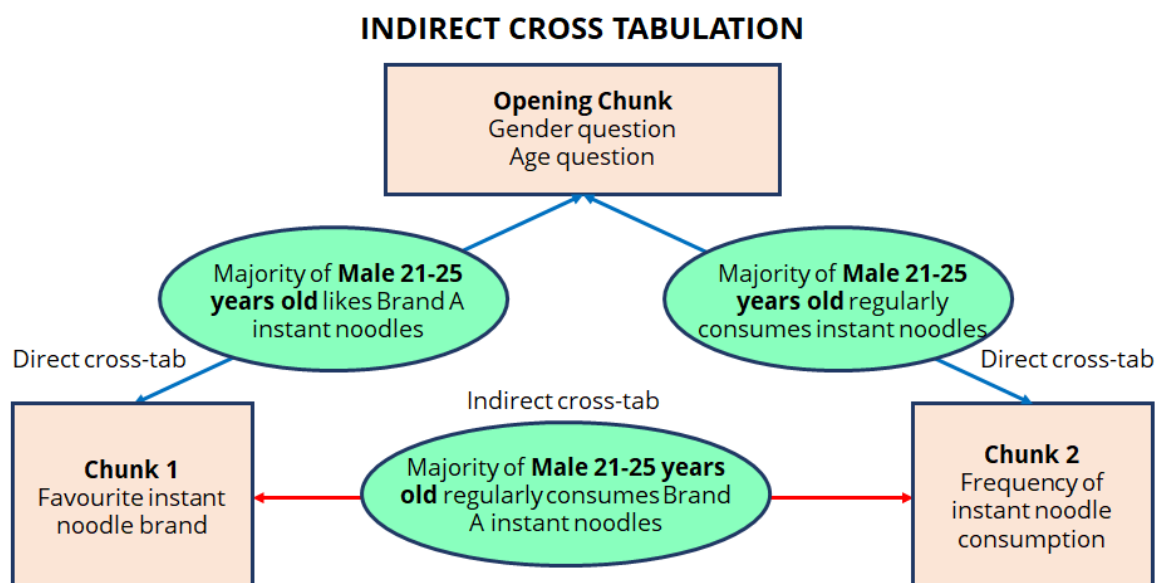 INDIRECT CROSS TABULATION
Opening Chunk
Gender question
Age question
Majority of Male 21-25
years old likes Brand A
instant noodles
Majority of Male 21-25
years old regularly
consumes instant noodles
Direct cross-tab
Direct cross-tab
Indirect cross-tab
Chunk 1
Favourite instant
noodle brand
Majority of Male 21-25 years
old regularly consumes Brand
A instant noodles
Chunk 2
Frequency of
instant noodle
consumption